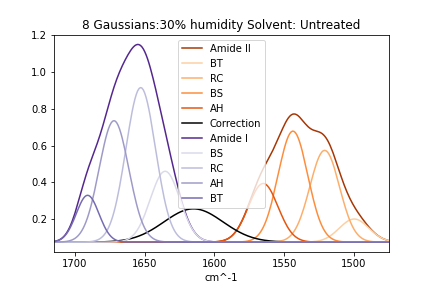 8 Gaussians:30% humidity Solvent: Untreated
1.2
1.0
0.8
0.6
0.4
0.2
Amide II
BT
RC
BS
AH
Correction
Amide I
BS
RC
AH
BT
1700 1650 1600 1550 1500
cm^-1